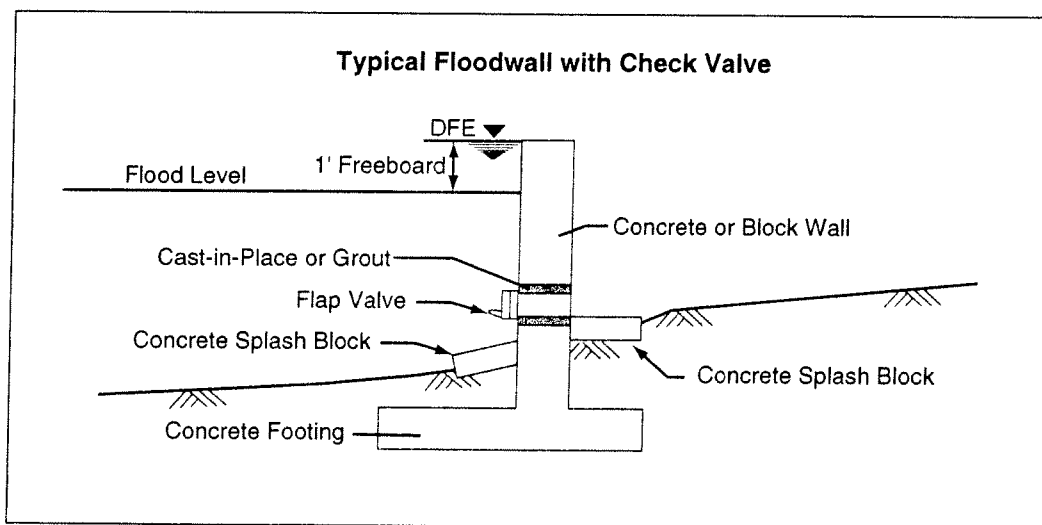 Typical Floodwall with Check Valve
DFE
1' Freeboard
Flood Level
Concrete or Block Wall
Cast-in-Place or Grout
Flap Valve
Concrete Splash Block
Concrete Splash Block
Concrete Footing